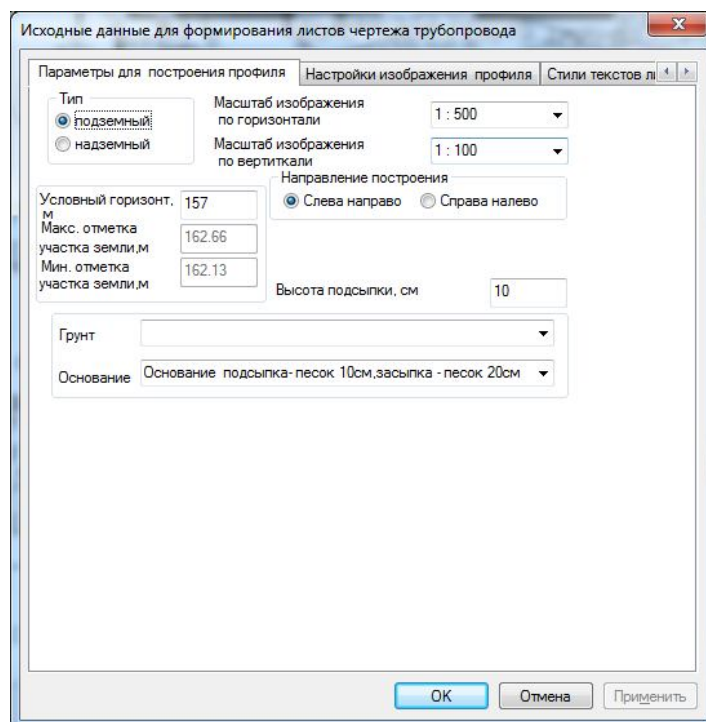 Исходные данные для формирования листов чертежа трубопровода
Параметры для построения профиля
Настройки изображения профиля
Стили текстов л
Тип
подземный
надземный
Масштаб изображения
по горизонтали
1 : 500
Масштаб изображения
по вертиткали
1 : 100
Направление построения
Слева направо
Справа налево
Условный горизонт,
м
157
Макс. отметка
участка земли,м
162.66
Мин. отметка
участка земли,м
162.13
Высота подсыпки, см
10
Грунт
Основание
Основание подсыпка- песок 10см,засыпка - песок 20см
OK
Отмена
Применить